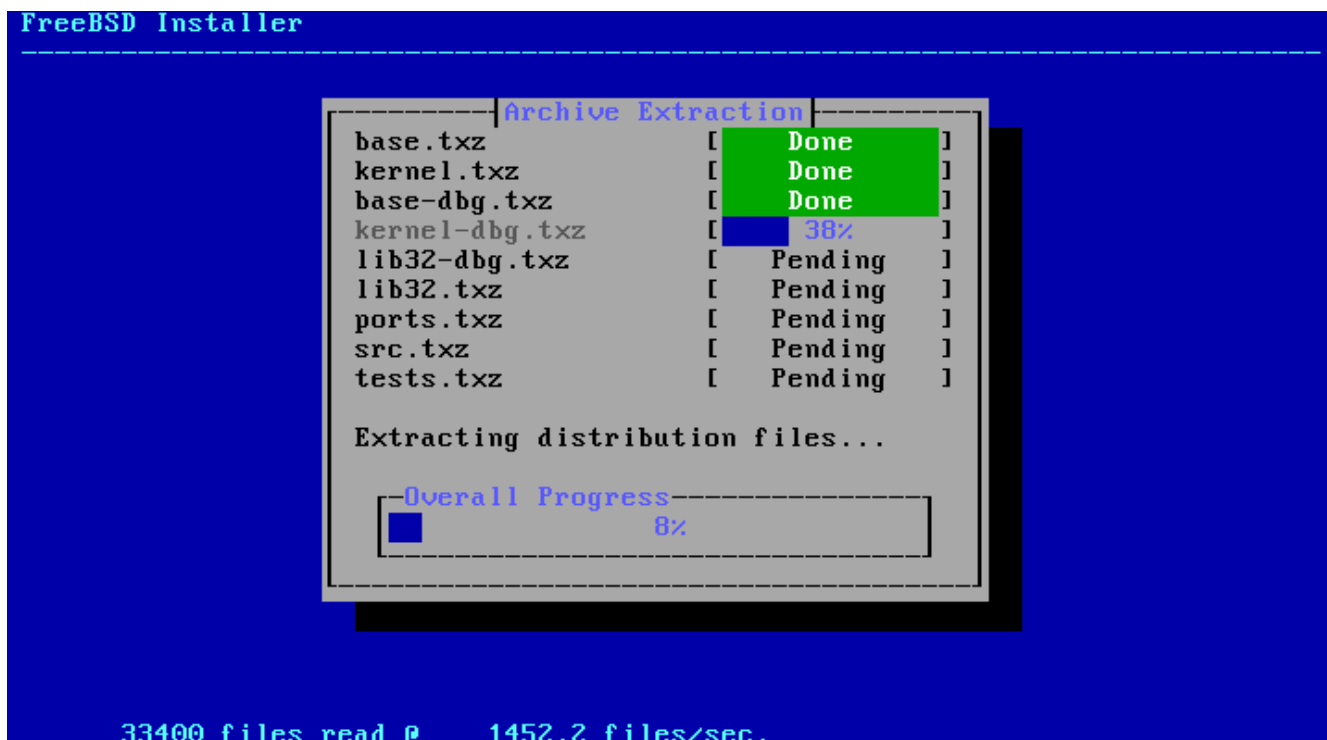 FreeBSD Installer
Archive Extraction
base.txz [ Done ]
kernel.txz [ Done ]
base-dbg.txz [ Done ]
kernel-dbg.txz [ 38% ]
lib32-dbg.txz [ Pending ]
lib32.txz [ Pending ]
ports.txz [ Pending ]
src.txz [ Pending ]
tests.txz [ Pending ]
Extracting distribution files...
Overall Progress
8%
33400 files read @ 1452.2 files/sec.